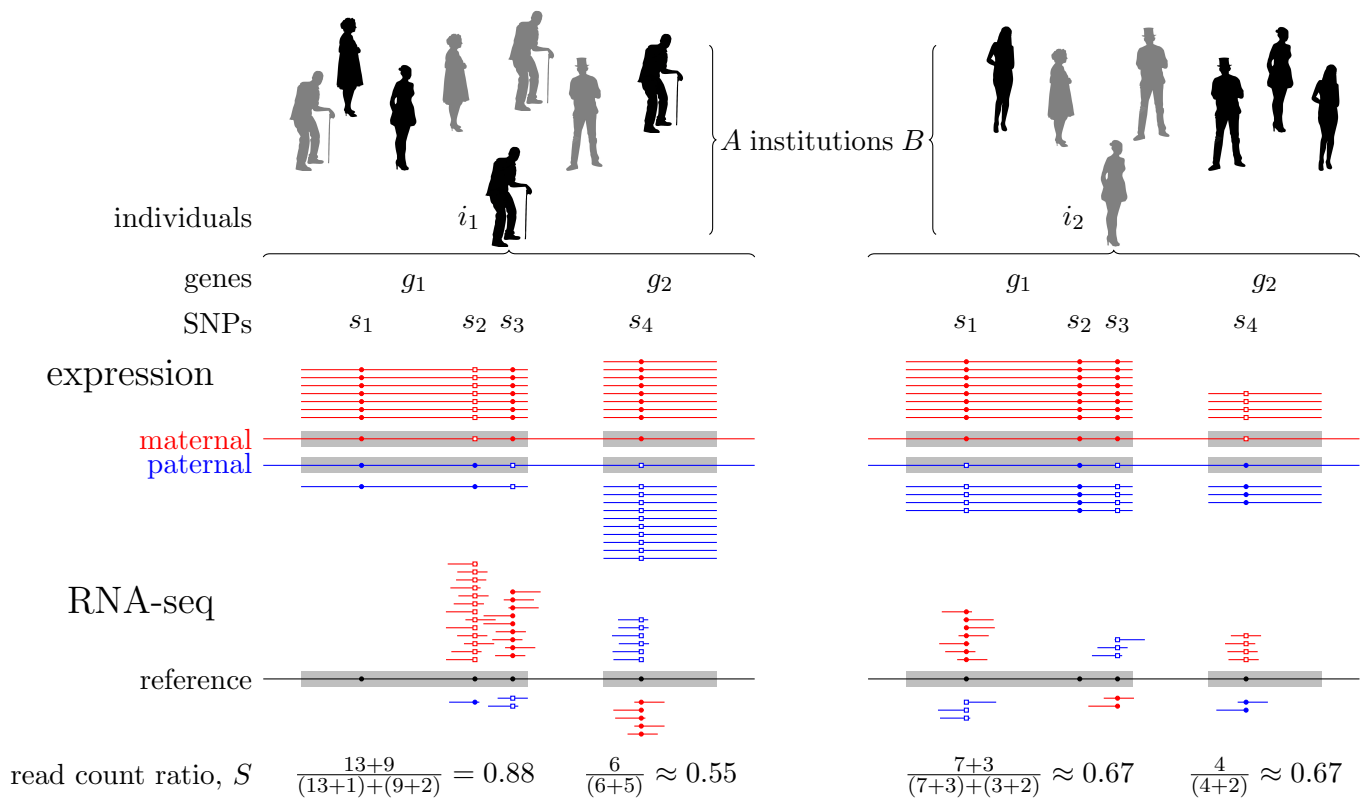 A institutions B
individuals i₁ i₂
genes g₁ g₂ g₁ g₂
SNPs s₁ s₂ s₃ s₄ s₁ s₂ s₃ s₄
expression
maternal
paternal
RNA-seq
reference
read count ratio, S 13+9/(13+1)+(9+2) = 0.88 6/(6+5) ≈ 0.55 7+3/(7+3)+(3+2) ≈ 0.67 4/(4+2) ≈ 0.67